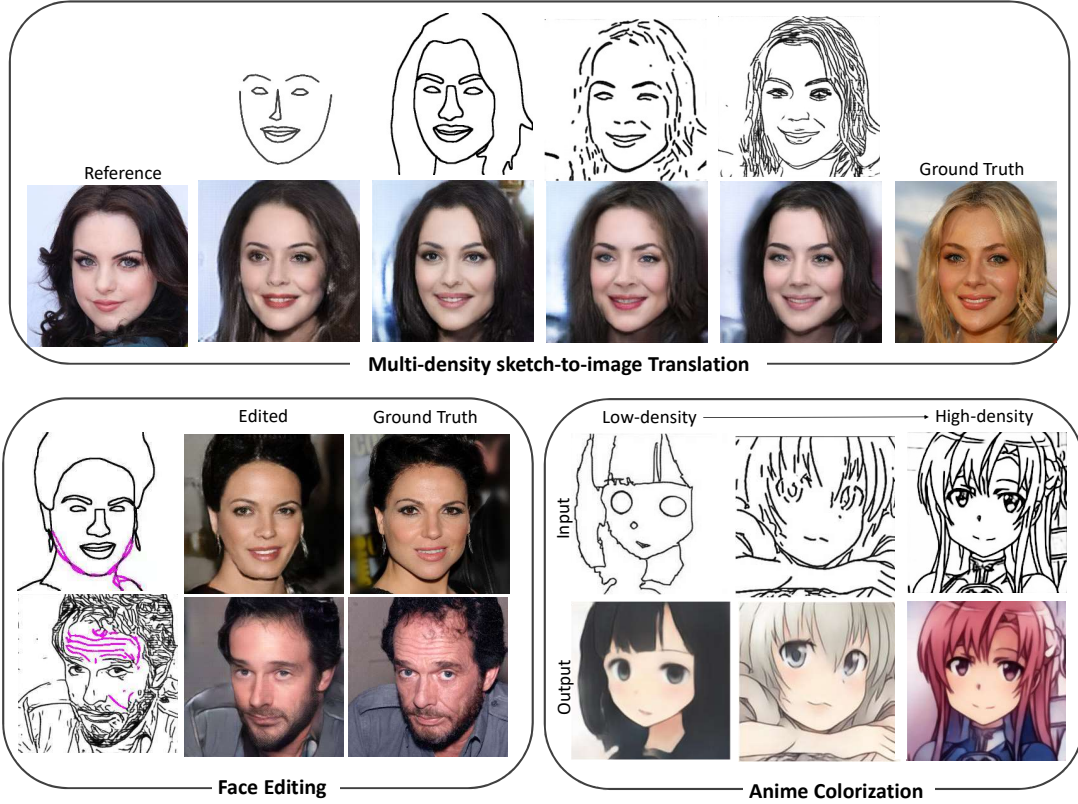 Reference
Ground Truth
Multi-density sketch-to-image Translation
Edited
Ground Truth
Face Editing
Low-density
High-density
Input
Output
Anime Colorization